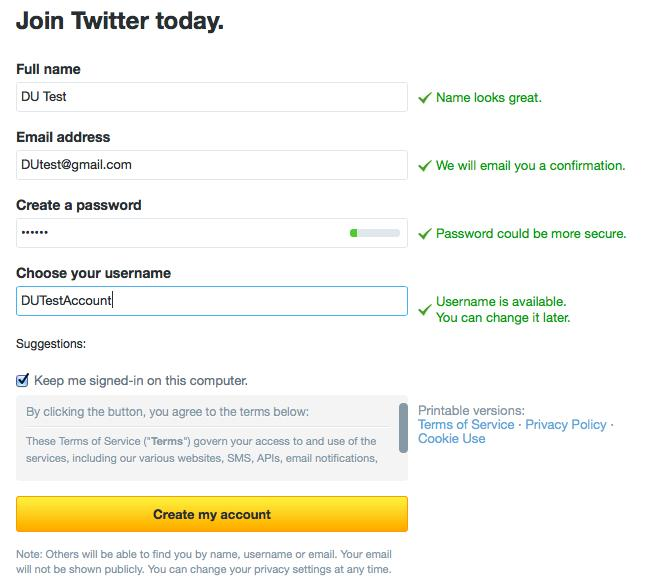 Join Twitter today.
Full name
DU Test
Name looks great.
Email address
DUtest@gmail.com
We will email you a confirmation.
Create a password
••••••
Password could be more secure.
Choose your username
DUTestAccount
Username is available.
You can change it later.
Suggestions:
Keep me signed-in on this computer.
By clicking the button, you agree to the terms below:
These Terms of Service ("Terms") govern your access to and use of the
services, including our various websites, SMS, APIs, email notifications,
Printable versions:
Terms of Service · Privacy Policy ·
Cookie Use
Create my account
Note: Others will be able to find you by name, username or email. Your email
will not be shown publicly. You can change your privacy settings at any time.